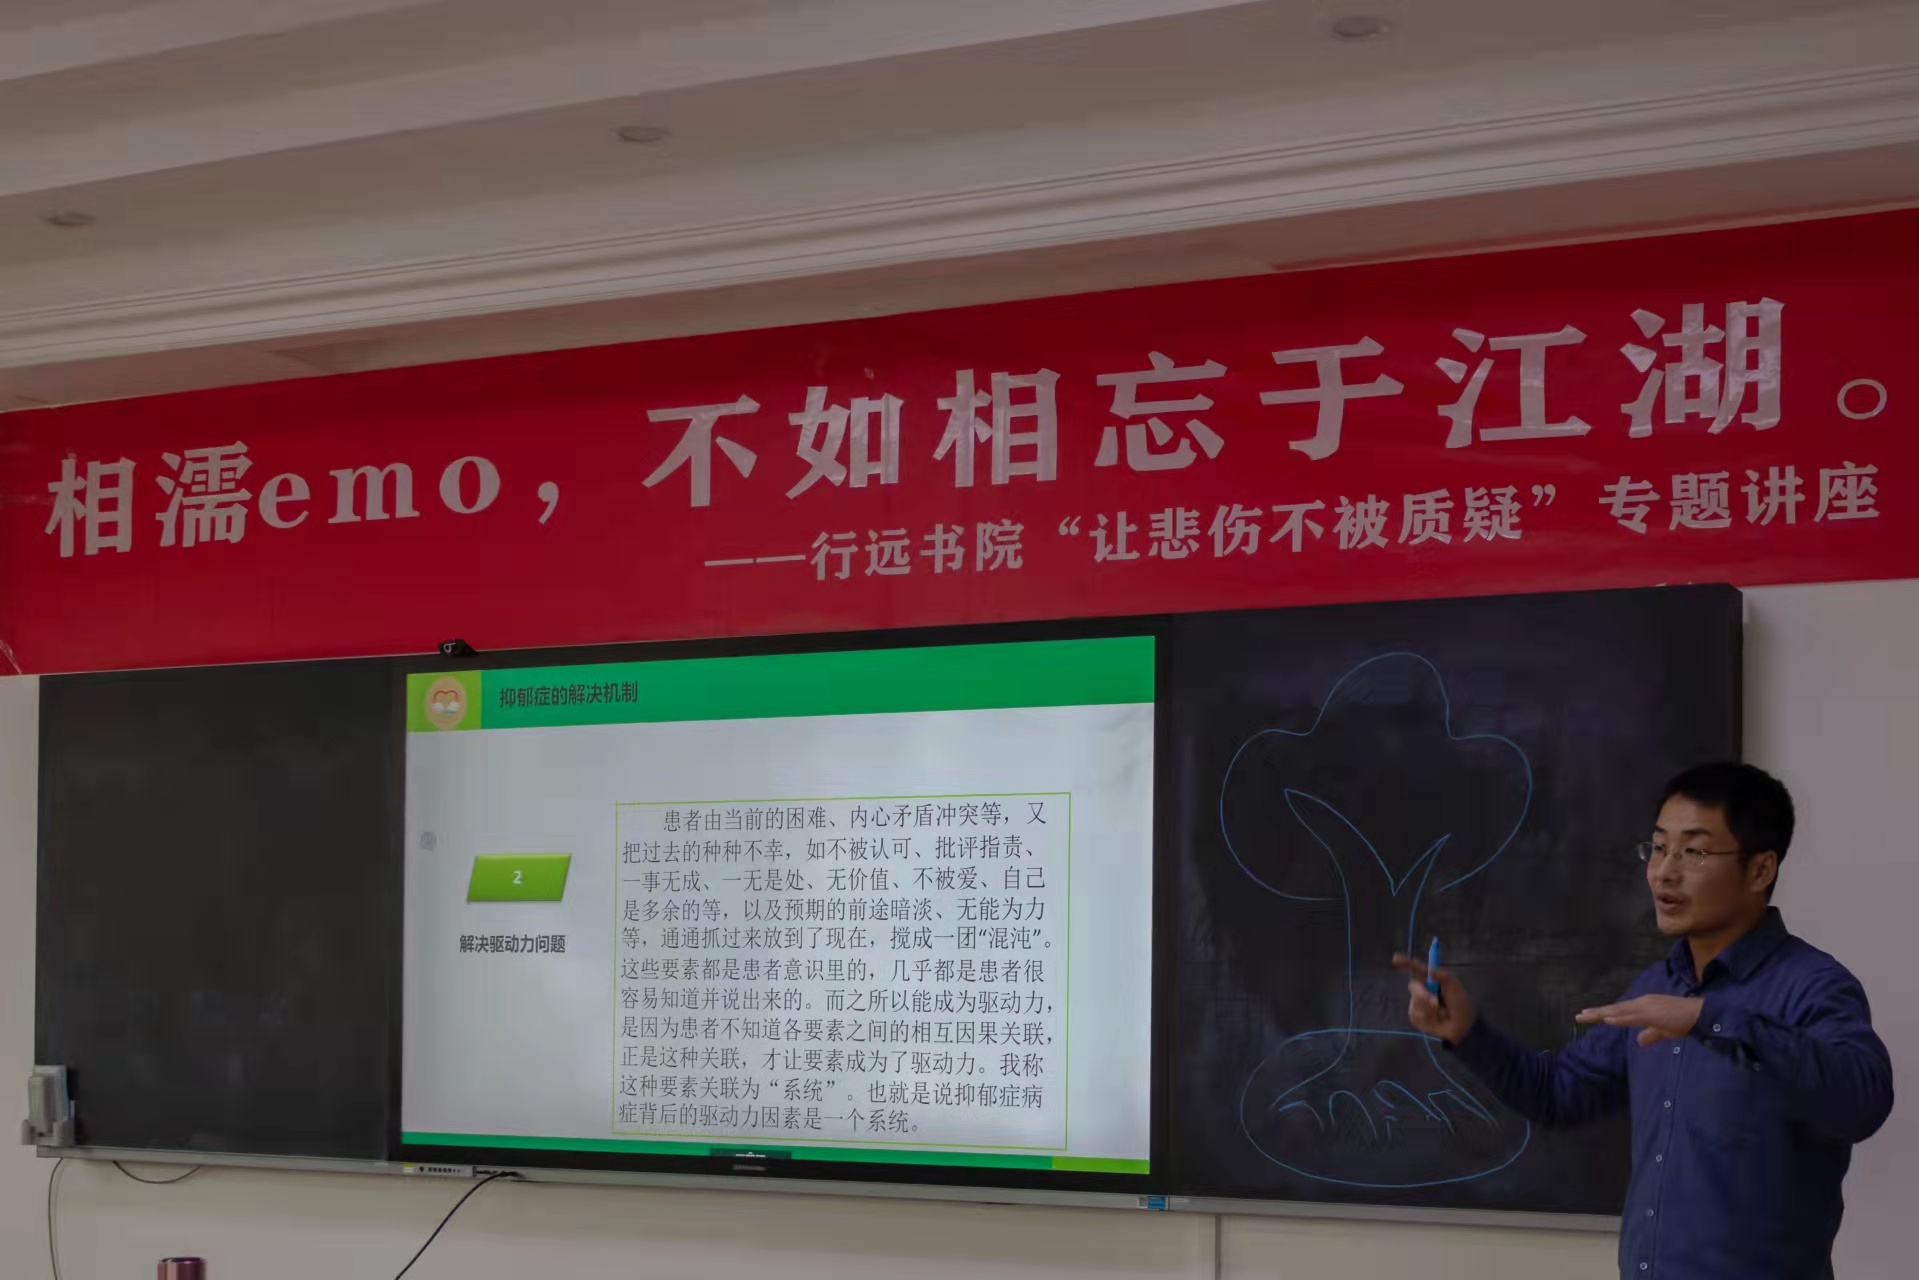 相濡emo，不如相忘于江湖。
——行远书院“让悲伤不被质疑”专题讲座
抑郁症的解决机制
2
解决驱动力问题
患者由当前的困难、内心矛盾冲突等，又
把过去的种种不幸，如不被认可、批评指责、
一事无成、一无是处、无价值、不被爱、自己
是多余的等，以及预期的前途暗淡、无能为力
等，通通抓过来放到了现在，搅成一团“混沌”。
这些要素都是患者意识里的，几乎都是患者很
容易知道并说出来的。而之所以能成为驱动力，
是因为患者不知道各要素之间的相互因果关联，
正是这种关联，才让要素成为了驱动力。我称
这种要素关联为“系统”。也就是说抑郁症病
症背后的驱动力因素是一个系统。